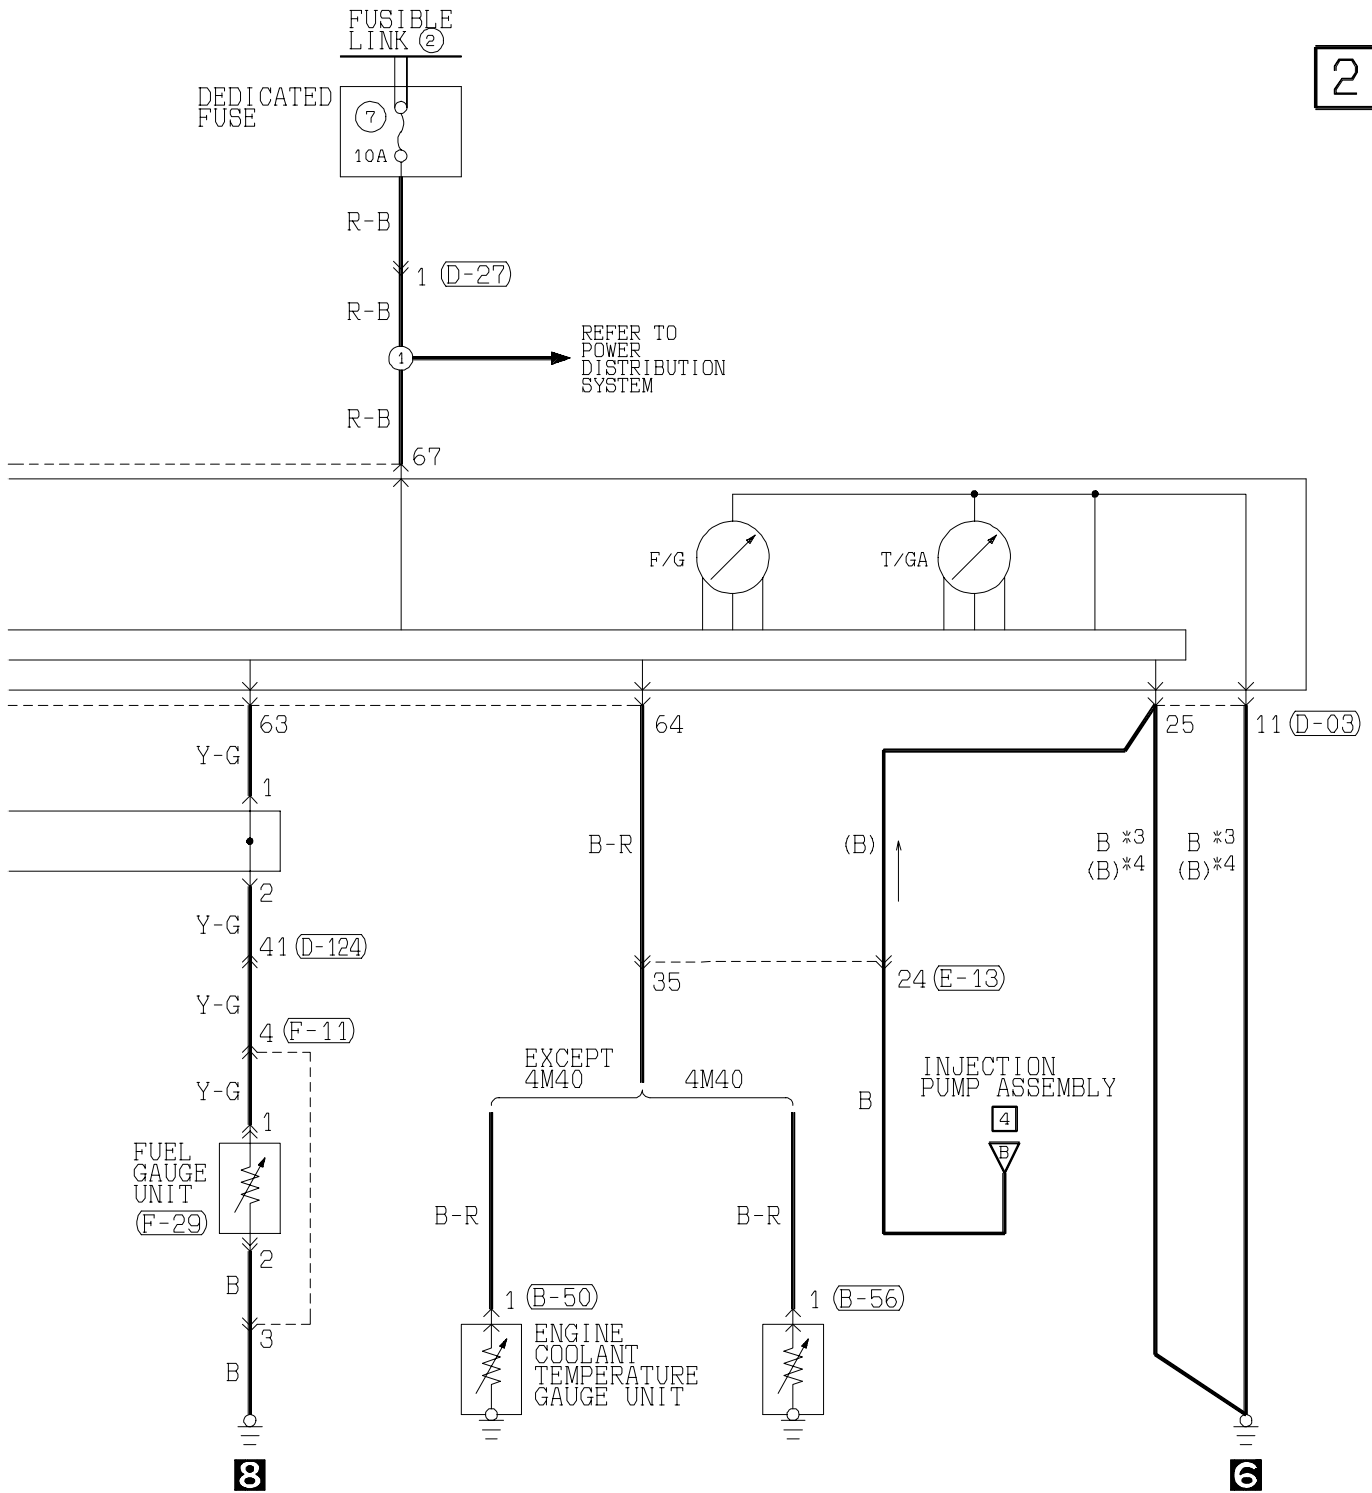 FUSIBLE
LINK ②
2
DEDICATED
FUSE
7
10A
R-B
1 D-27
R-B
1
REFER TO
POWER
DISTRIBUTION
SYSTEM
R-B
67
F/G
T/GA
63
64
25
11 D-03
Y-G
1
B-R
(B)
B *3
(B)*4
B *3
(B)*4
2
Y-G
41 D-124
35
24 E-13
Y-G
4 F-11
EXCEPT
4M40
4M40
INJECTION
PUMP ASSEMBLY
Y-G
B
4
1
B
FUEL
GAUGE
UNIT
F-29
B-R
B-R
2
B
1 B-50
1 B-56
3
ENGINE
COOLANT
TEMPERATURE
GAUGE UNIT
B
8
6